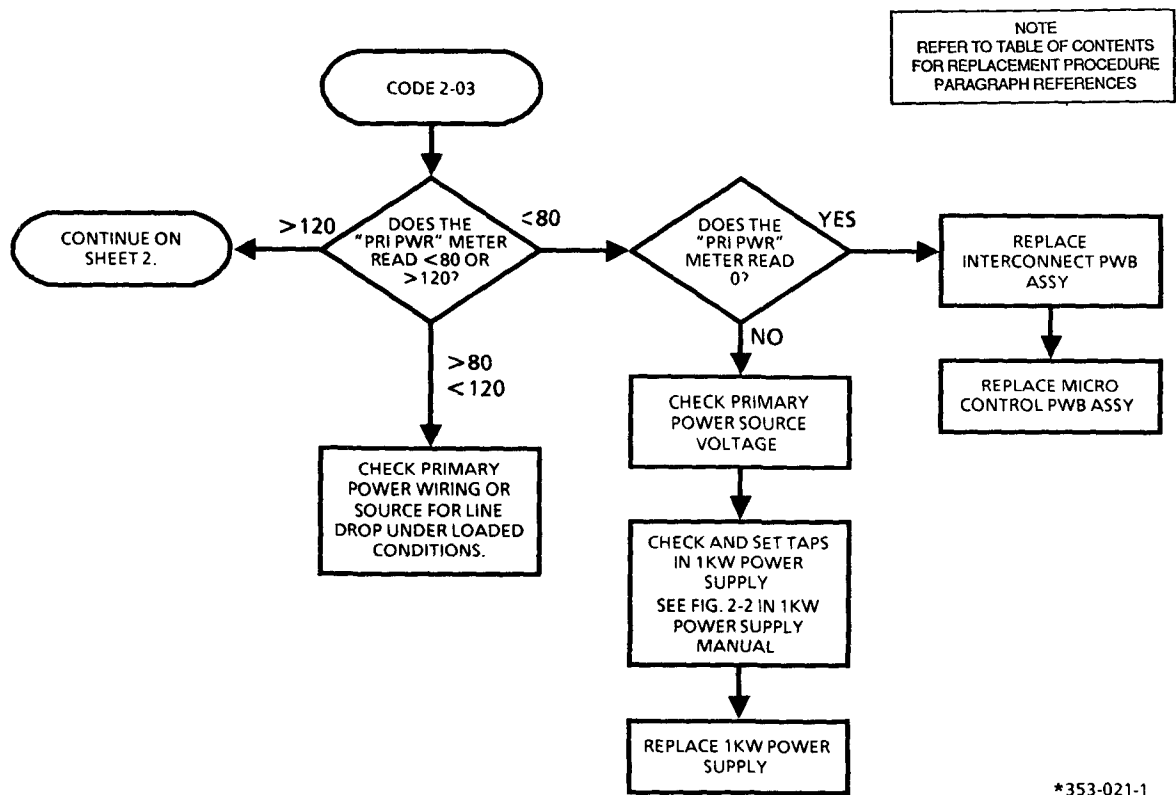 NOTE
REFER TO TABLE OF CONTENTS
FOR REPLACEMENT PROCEDURE
PARAGRAPH REFERENCES
CODE 2-03
DOES THE
"PRI PWR" METER
READ <80 OR
>120?
>120
CONTINUE ON
SHEET 2.
<80
DOES THE
"PRI PWR"
METER READ
0?
YES
REPLACE
INTERCONNECT PWB
ASSY
REPLACE MICRO
CONTROL PWB ASSY
>80
<120
CHECK PRIMARY
POWER WIRING OR
SOURCE FOR LINE
DROP UNDER LOADED
CONDITIONS.
NO
CHECK PRIMARY
POWER SOURCE
VOLTAGE
CHECK AND SET TAPS
IN 1KW POWER
SUPPLY
SEE FIG. 2-2 IN 1KW
POWER SUPPLY
MANUAL
REPLACE 1KW POWER
SUPPLY
*353-021-1